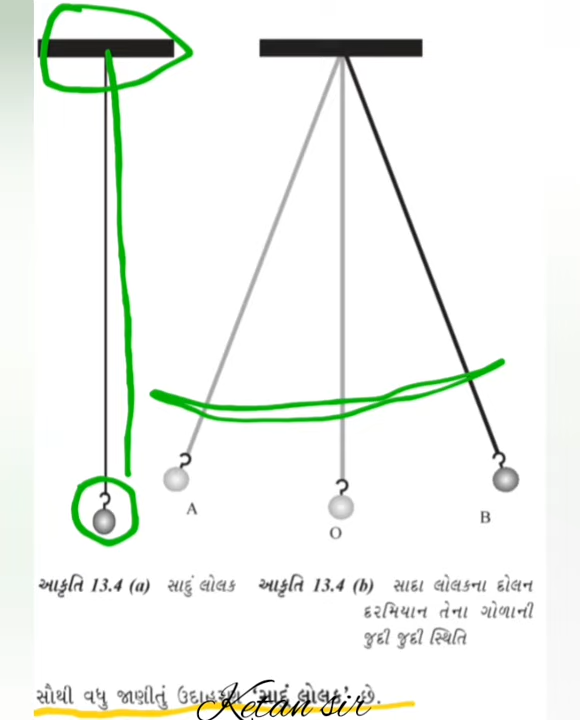 A
O
B
આકૃતિ 13.4 (a) સાદું લોલક
આકૃતિ 13.4 (b) સાદા લોલકના દોલન
દરમિયાન તેના ગોળાની
જુદી જુદી સ્થિતિ
સૌથી વધુ જાણીતું ઉદાહરણ ‘સાદું લોલક’ છે.
Ketan sir